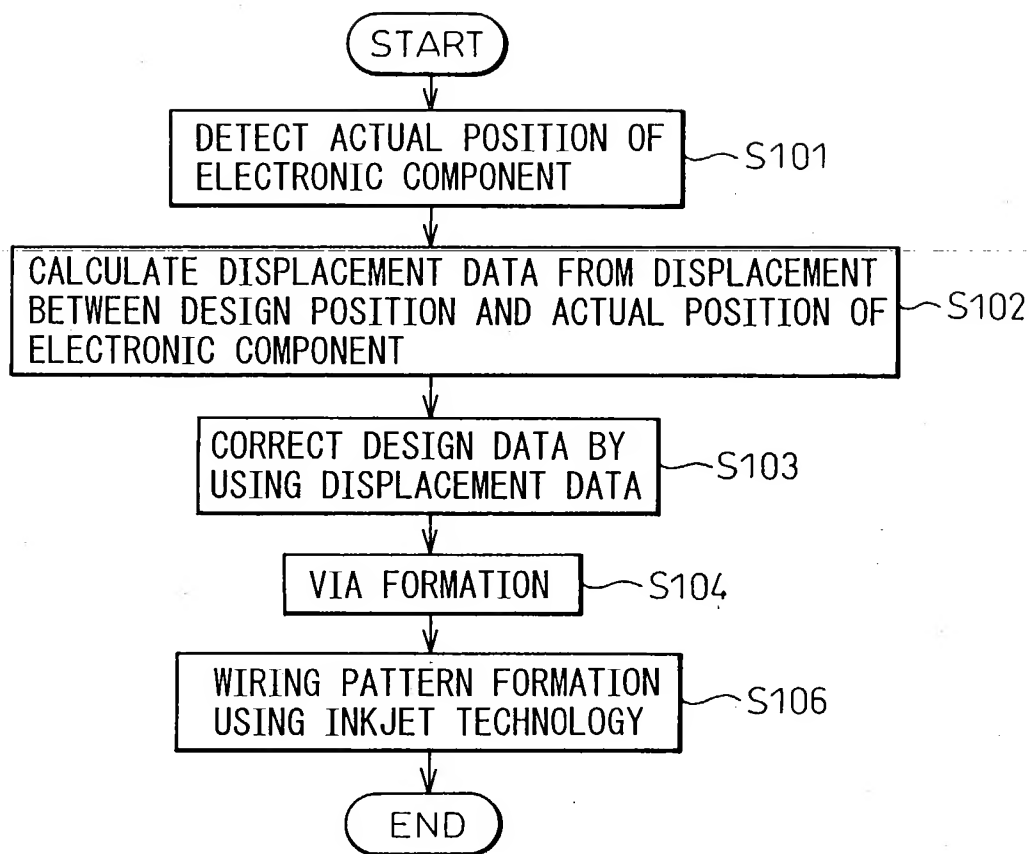 START
DETECT ACTUAL POSITION OF
ELECTRONIC COMPONENT
S101
CALCULATE DISPLACEMENT DATA FROM DISPLACEMENT
BETWEEN DESIGN POSITION AND ACTUAL POSITION OF
ELECTRONIC COMPONENT
S102
CORRECT DESIGN DATA BY
USING DISPLACEMENT DATA
S103
VIA FORMATION
S104
WIRING PATTERN FORMATION
USING INKJET TECHNOLOGY
S106
END